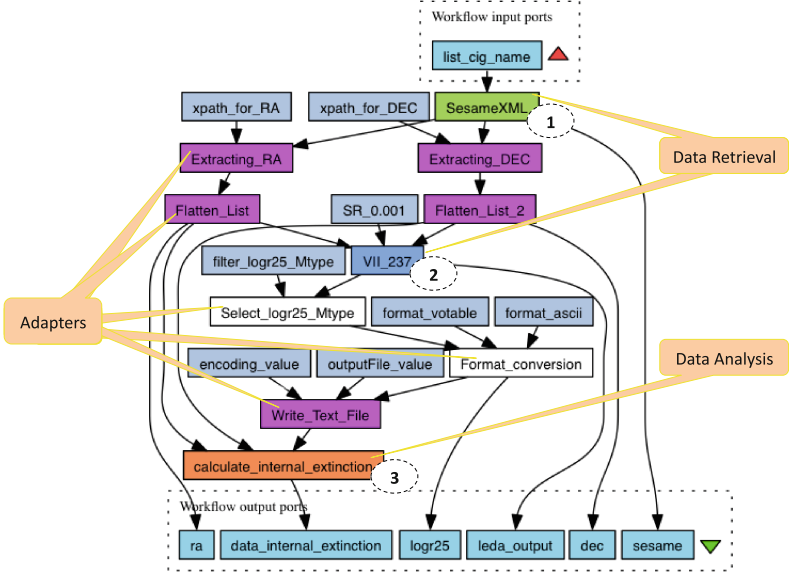 Workflow input ports
list_cig_name
xpath_for_RA
xpath_for_DEC
SesameXML
1
Extracting_RA
Extracting_DEC
Data Retrieval
Flatten_List
SR_0.001
Flatten_List_2
filter_logr25_Mtype
VII_237
2
Select_logr25_Mtype
format_votable
format_ascii
Adapters
encoding_value
outputFile_value
Format_conversion
Data Analysis
Write_Text_File
calculate_internal_extinction
3
Workflow output ports
ra
data_internal_extinction
logr25
leda_output
dec
sesame